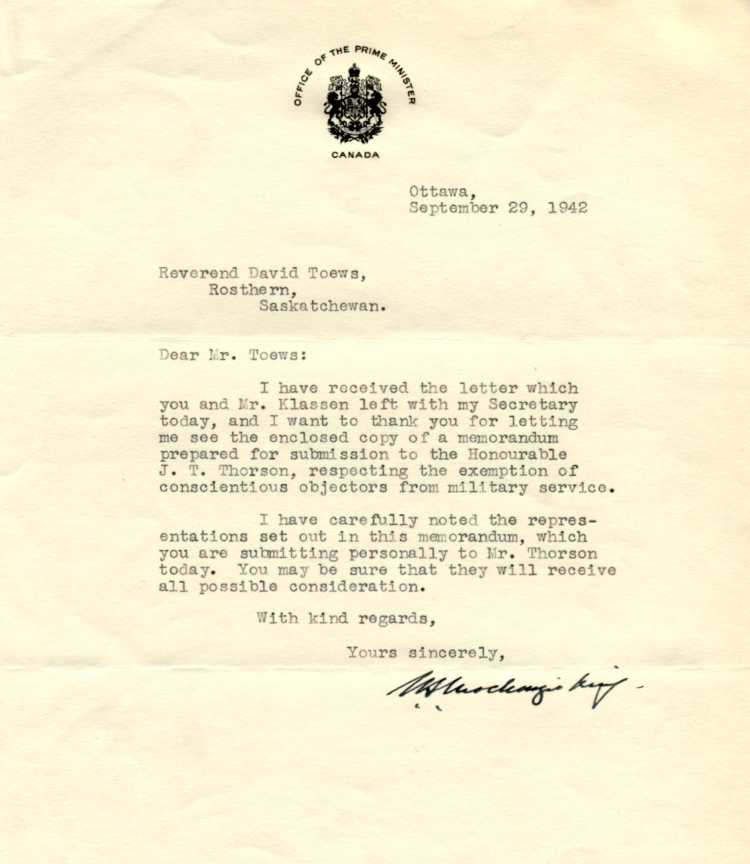 OFFICE OF THE PRIME MINISTER
CANADA
Ottawa,
September 29, 1942
Reverend David Toews,
Rosthern,
Saskatchewan.
Dear Mr. Toews:
I have received the letter which
you and Mr. Klassen left with my Secretary
today, and I want to thank you for letting
me see the enclosed copy of a memorandum
prepared for submission to the Honourable
J. T. Thorson, respecting the exemption of
conscientious objectors from military service.
I have carefully noted the repres-
entations set out in this memorandum, which
you are submitting personally to Mr. Thorson
today. You may be sure that they will receive
all possible consideration.
With kind regards,
Yours sincerely,
W L Mackenzie King